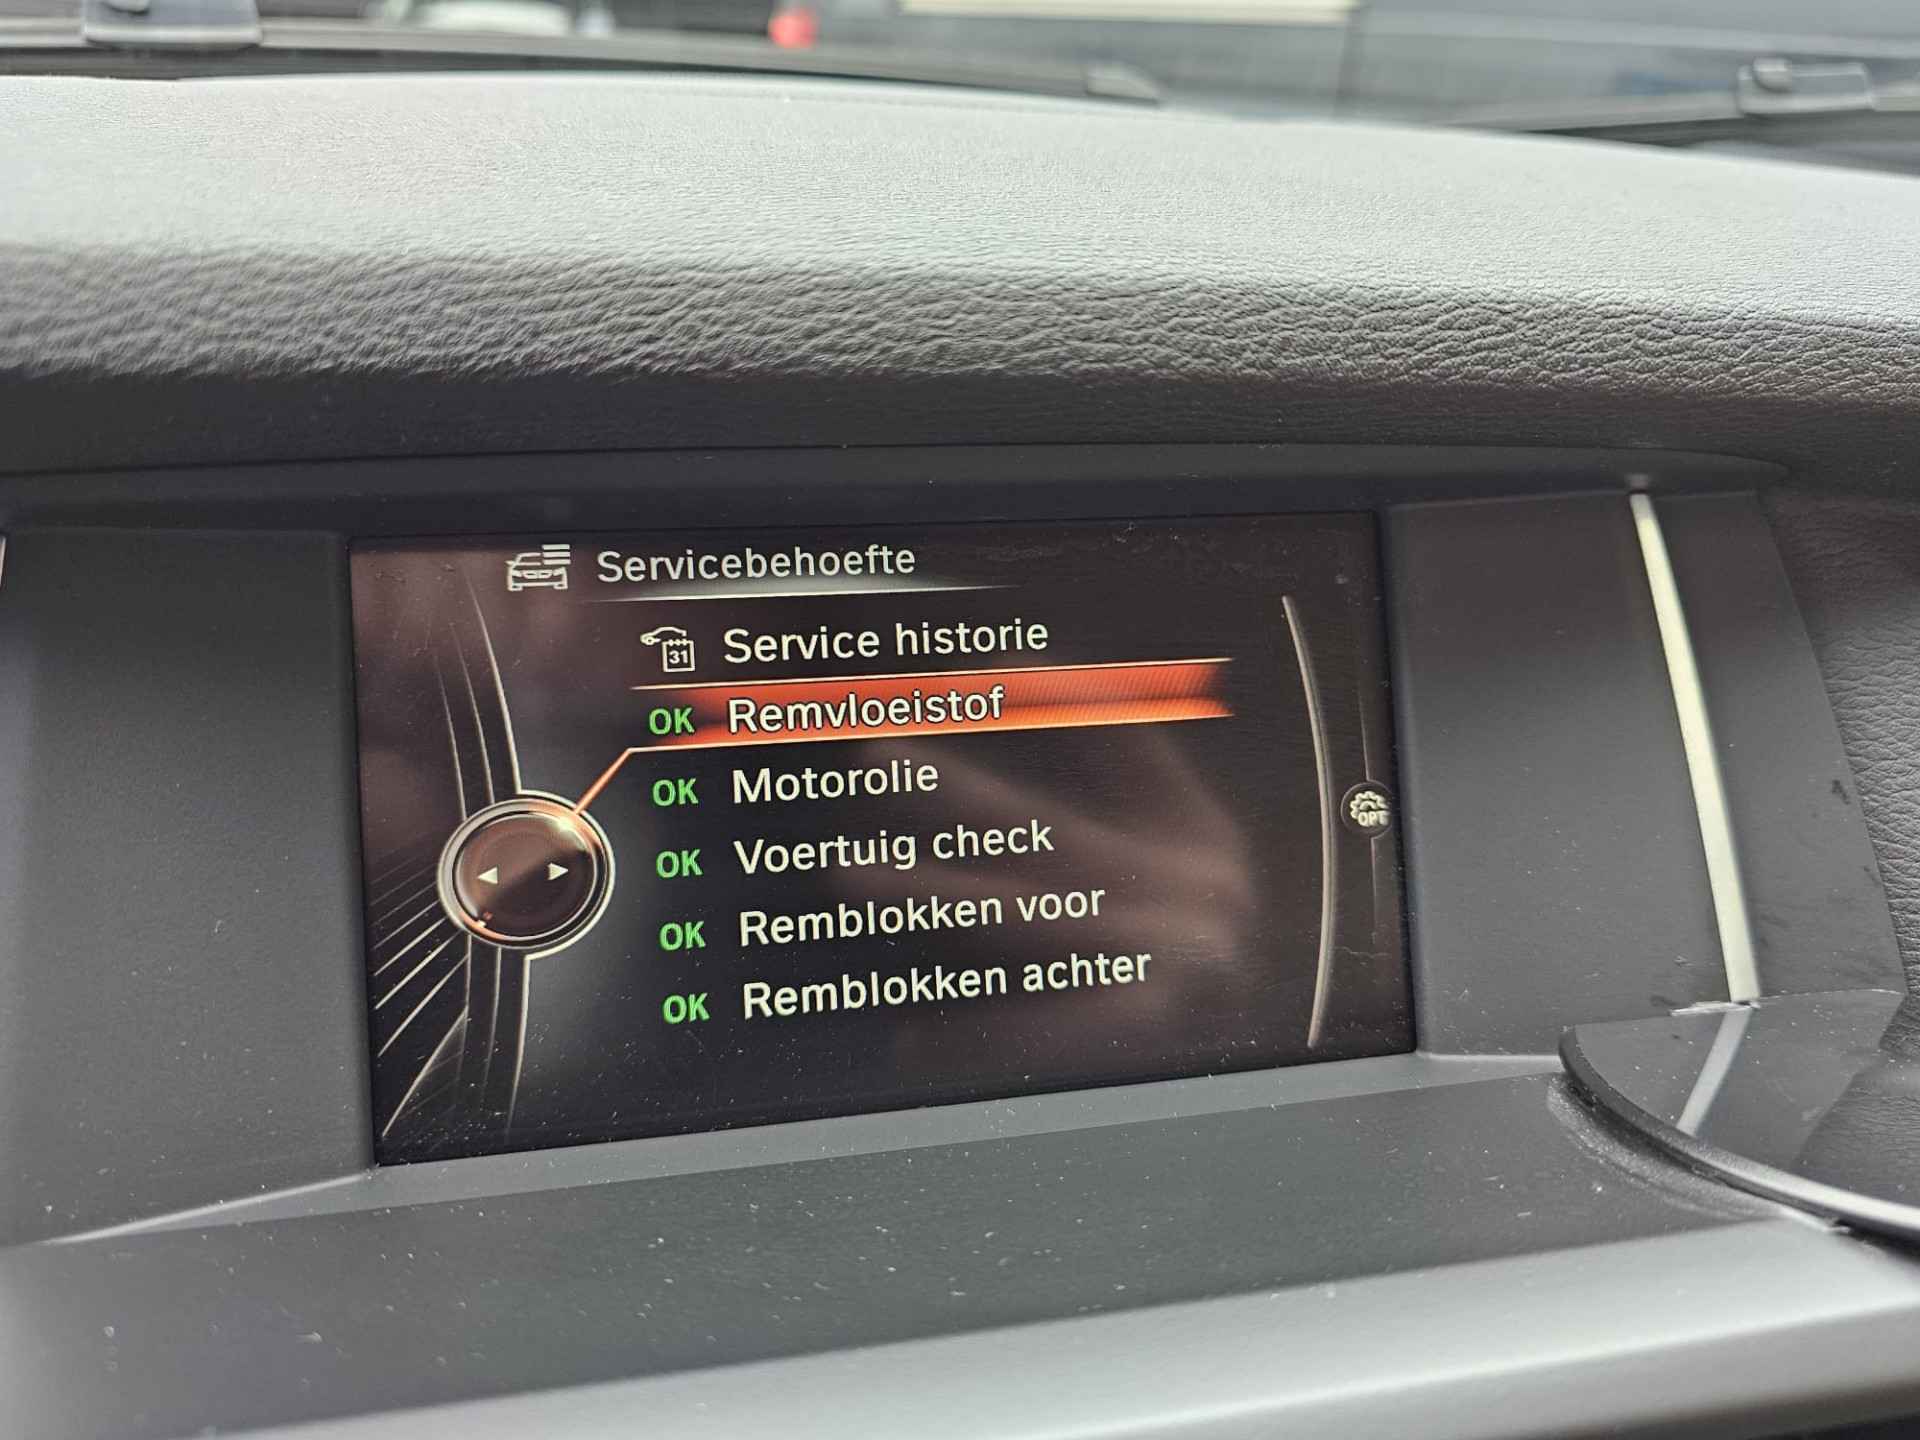 Servicebehoefte
31 Service historie
OK Remvloeistof
OK Motorolie
OK Voertuig check
OK Remblokken voor
OK Remblokken achter
OPT